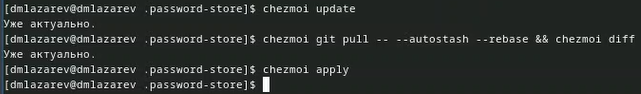 [dmlazarev@dmlazarev .password-store]$ chezmoi update
Уже актуально.
[dmlazarev@dmlazarev .password-store]$ chezmoi git pull -- --autostash --rebase && chezmoi diff
Уже актуально.
[dmlazarev@dmlazarev .password-store]$ chezmoi apply
[dmlazarev@dmlazarev .password-store]$